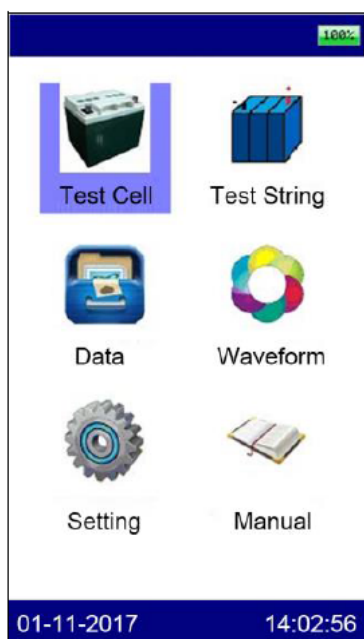 100%
Test Cell Test String
Data Waveform
Setting Manual
01-11-2017 14:02:56